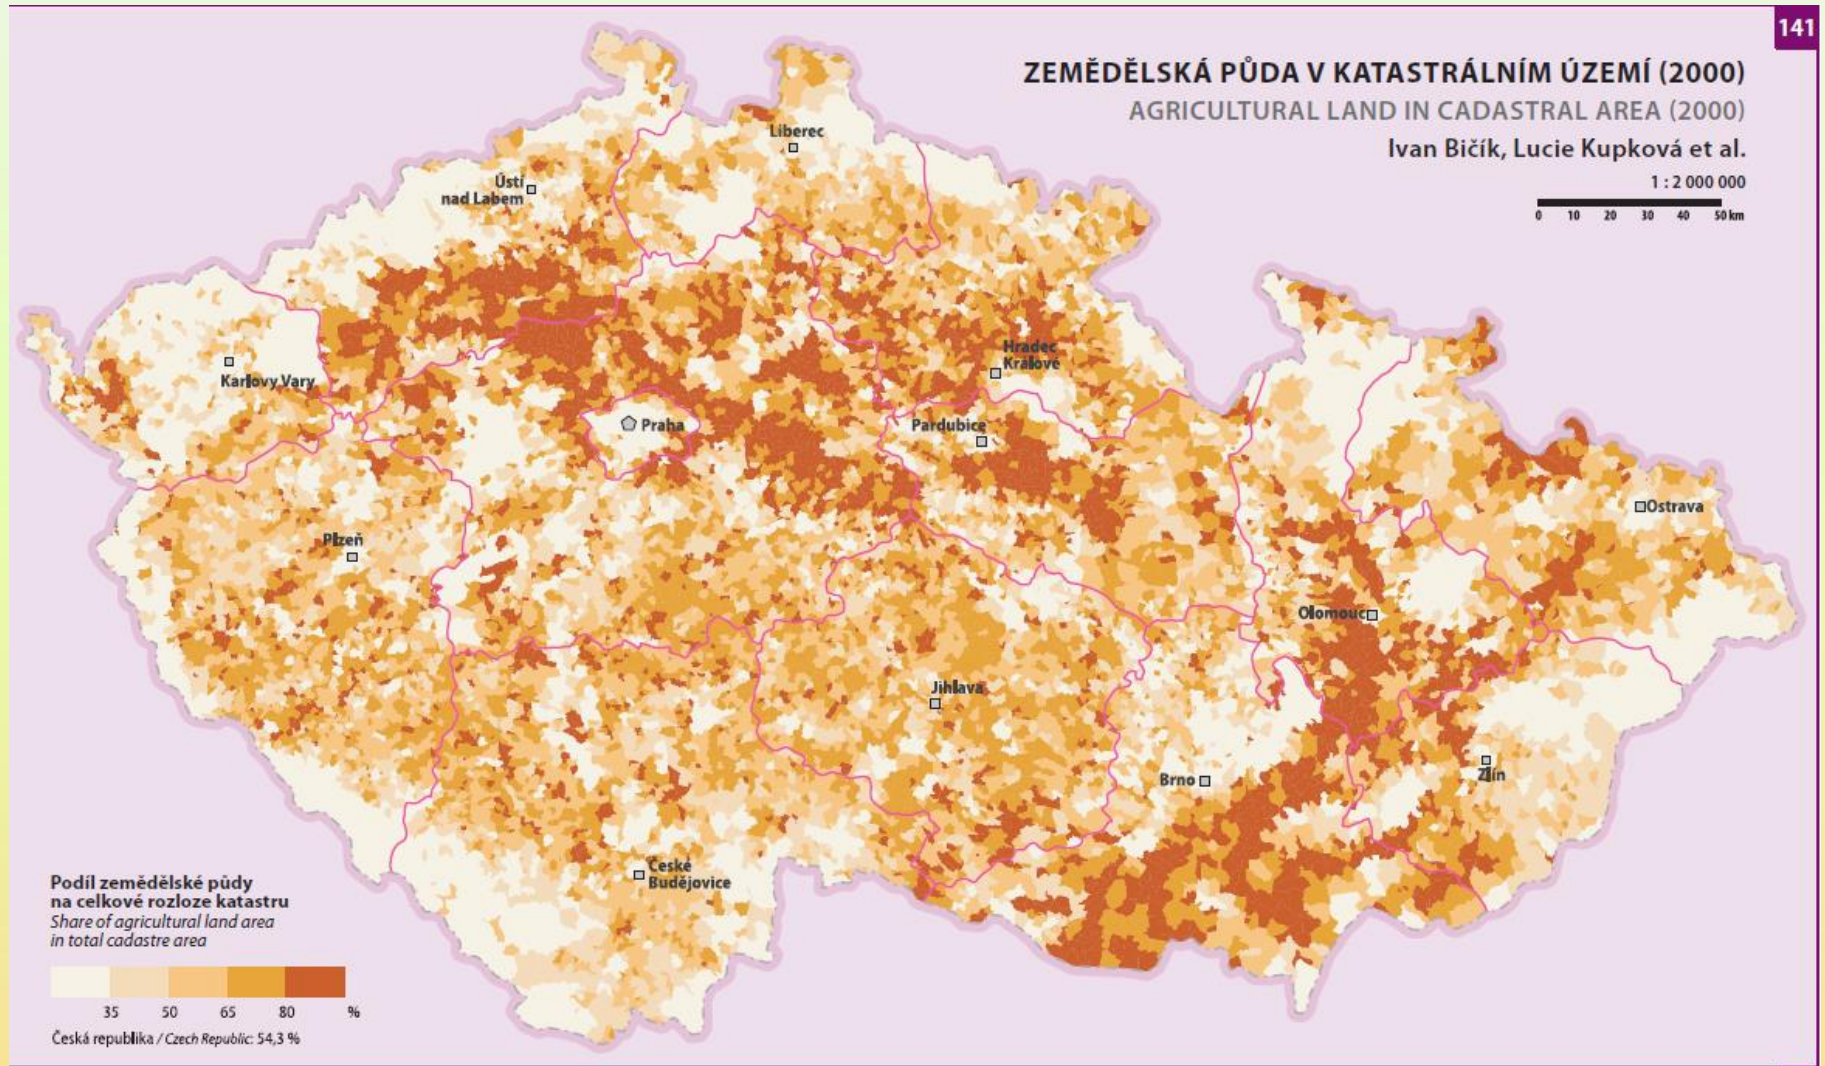 141
ZEMĚDĚLSKÁ PŮDA V KATASTRÁLNÍM ÚZEMÍ (2000)
AGRICULTURAL LAND IN CADASTRAL AREA (2000)
Ivan Bičík, Lucie Kupková et al.
1 : 2 000 000
0 10 20 30 40 50 km
Liberec
Ústí
nad Labem
Karlovy Vary
Hradec
Králové
Praha
Pardubice
Ostrava
Plzeň
Olomouc
Jihlava
Brno
Zlín
České
Budějovice
Podíl zemědělské půdy
na celkové rozloze katastru
Share of agricultural land area
in total cadastre area
35 50 65 80 %
Česká republika / Czech Republic: 54,3 %